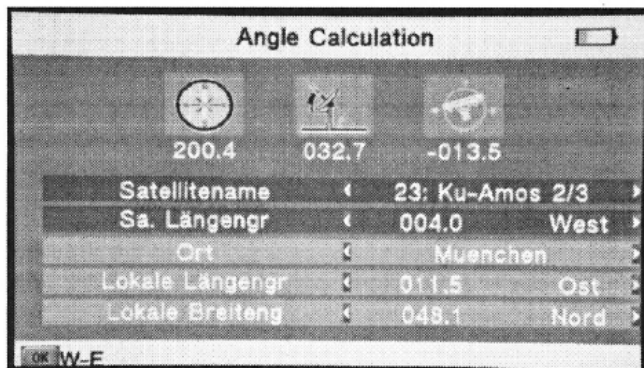 Angle Calculation
200.4 032.7 -013.5
Satellitename 23: Ku-Amos 2/3
Sa. Längengr 004.0 West
Ort Muenchen
Lokale Längengr 011.5 Ost
Lokale Breiteng 048.1 Nord
OK W-E